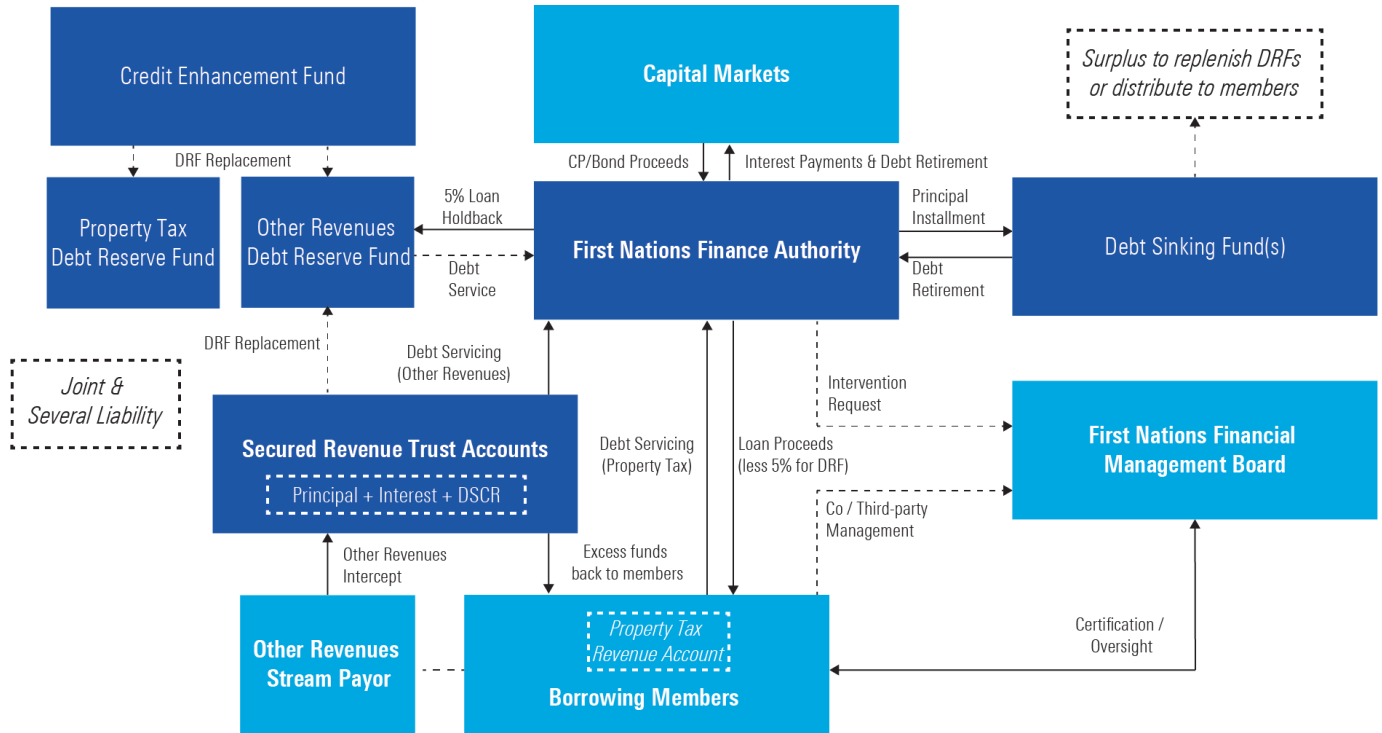 Credit Enhancement Fund
Capital Markets
Surplus to replenish DRFs
or distribute to members
DRF Replacement
CP/Bond Proceeds
Interest Payments & Debt Retirement
Property Tax
Debt Reserve Fund
Other Revenues
Debt Reserve Fund
5% Loan
Holdback
Debt
Service
First Nations Finance Authority
Principal
Installment
Debt
Retirement
Debt Sinking Fund(s)
DRF Replacement
Debt Servicing
(Other Revenues)
Joint &
Several Liability
Intervention
Request
Secured Revenue Trust Accounts
Principal + Interest + DSCR
Debt Servicing
(Property Tax)
Loan Proceeds
(less 5% for DRF)
First Nations Financial
Management Board
Co / Third-party
Management
Other Revenues
Intercept
Excess funds
back to members
Other Revenues
Stream Payor
Property Tax
Revenue Account
Borrowing Members
Certification /
Oversight